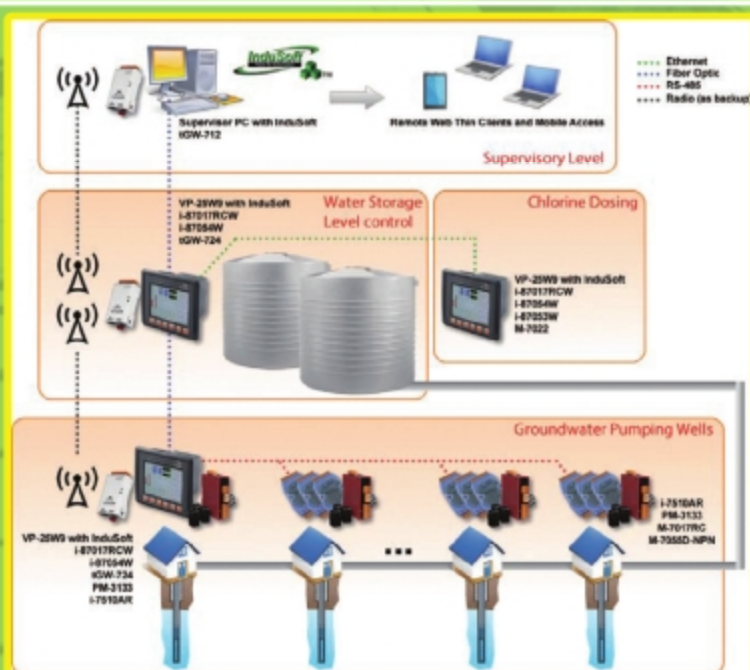 InduSoft
TM
Ethernet
Fiber Optic
RS-485
Radio (as backup)
Supervisor PC with InduSoft
tGW-712
Remote Web Thin Clients and Mobile Access
Supervisory Level
VP-25W9 with InduSoft
i-87017RCW
i-87054W
tGW-724
Water Storage
Level control
Chlorine Dosing
VP-25W9 with InduSoft
i-87017RCW
i-87054W
i-87053W
M-7022
Groundwater Pumping Wells
i-7510AR
PM-3133
M-7017RC
M-7055D-NPN
VP-25W9 with InduSoft
i-87017RCW
i-87054W
tGW-734
PM-3133
i-7510AR